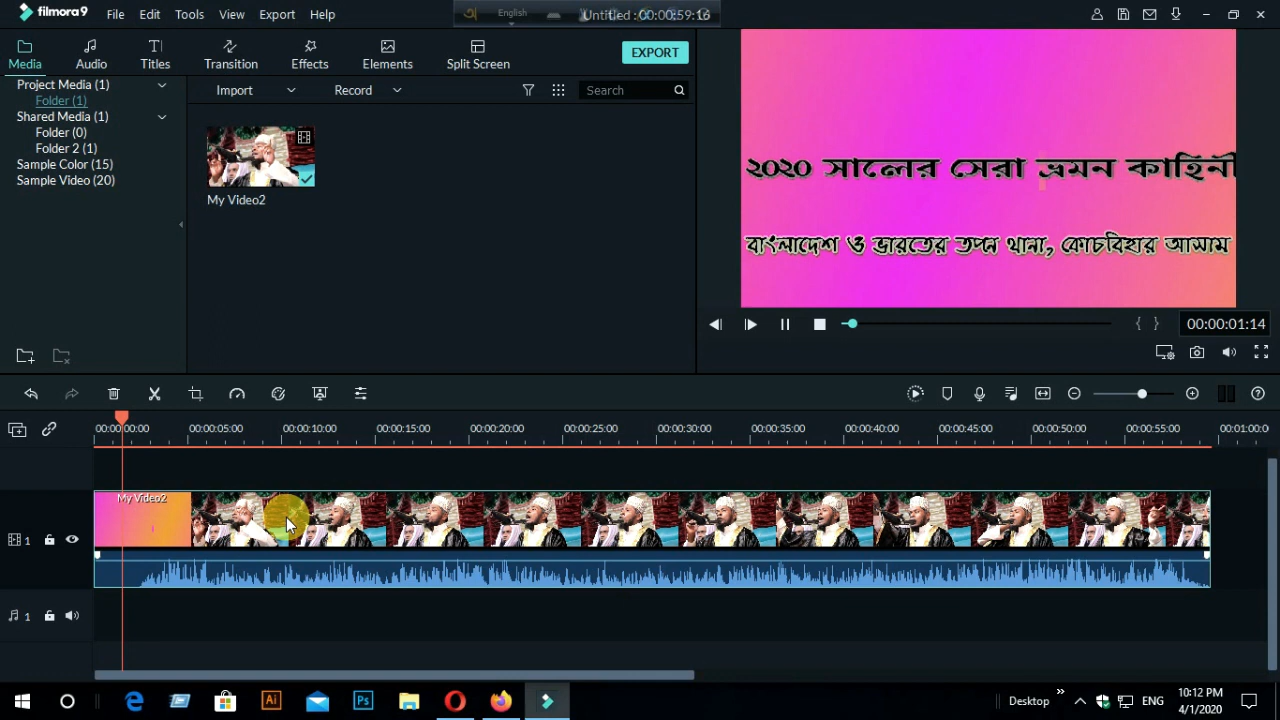 filmora9 File Edit Tools View Export Help English Untitled : 00:00:59:16
Media Audio Titles Transition Effects Elements Split Screen EXPORT
Project Media (1)
Folder (1)
Shared Media (1)
Folder (0)
Folder 2 (1)
Sample Color (15)
Sample Video (20)
Import Record Search
My Video2
২০২০ সালের সেরা ভ্রমন কাহিনী
বাংলাদেশ ও ভারতের তপন থানা, কোচবিহার আসাম
{ } 00:00:01:14
00:00:00:00 00:00:05:00 00:00:10:00 00:00:15:00 00:00:20:00 00:00:25:00 00:00:30:00 00:00:35:00 00:00:40:00 00:00:45:00 00:00:50:00 00:00:55:00 00:01:00:0
My Video2
1
1
Ai Ps Desktop ENG 10:12 PM
4/1/2020